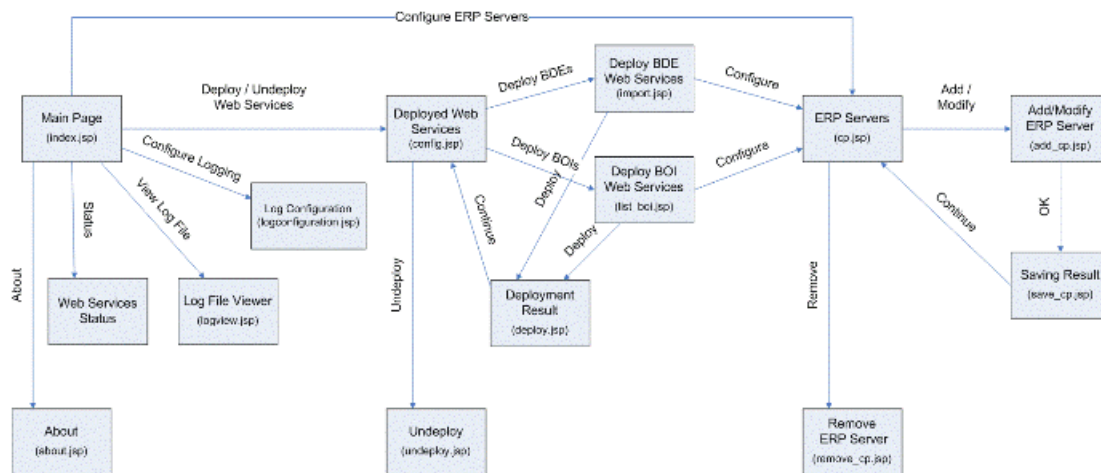 Configure ERP Servers
Deploy / Undeploy
Web Services
Deploy BDEs
Deploy BDE
Web Services
(import.jsp)
Configure
Add /
Modify
Main Page
(index.jsp)
Deployed Web
Services
(config.jsp)
ERP Servers
(cp.jsp)
Add/Modify
ERP Server
(add_cp.jsp)
Configure Logging
Deploy BOIs
Deploy
Deploy BOI
Web Services
(list_boi.jsp)
Configure
View Log File
Log Configuration
(logconfiguration.jsp)
Status
Continue
Deploy
Continue
OK
About
Undeploy
Remove
Web Services
Status
Log File Viewer
(logview.jsp)
Deployment
Result
(deploy.jsp)
Saving Result
(save_cp.jsp)
About
(about.jsp)
Undeploy
(undeploy.jsp)
Remove
ERP Server
(remove_cp.jsp)